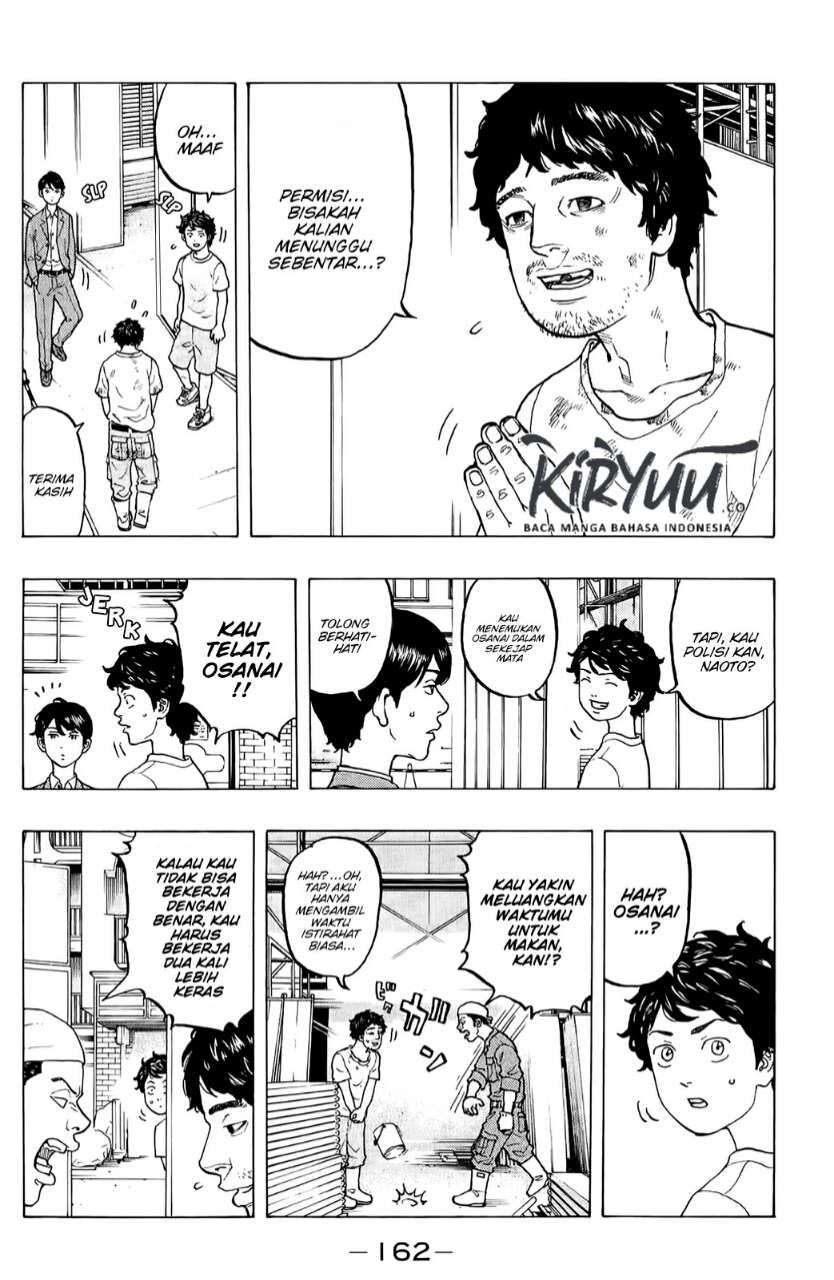 PERMISI...
BISAKAH
KALIAN
MENUNGGU
SEBENTAR...?
KIRYUU
.CO
BACA MANGA BAHASA INDONESIA
OH...
MAAF
SLP
SLP
TERIMA
KASIH
TAPI, KAU
POLISI KAN,
NAOTO?
KAU
MENEMUKAN
OSANAI DALAM
SEKEJAP
MATA
TOLONG
BERHATI-
HATI
KAU
TELAT,
OSANAI
!!
JERK
HAH?
OSANAI
...?
KAU YAKIN
MELUANGKAN
WAKTUMU
UNTUK
MAKAN,
KAN!?
HAH? ...OH,
TAPI AKU
HANYA
MENGAMBIL
WAKTU
ISTIRAHAT
BIASA...
ガン
KALAU KAU
TIDAK BISA
BEKERJA
DENGAN
BENAR, KAU
HARUS
BEKERJA
DUA KALI
LEBIH
KERAS
–162–